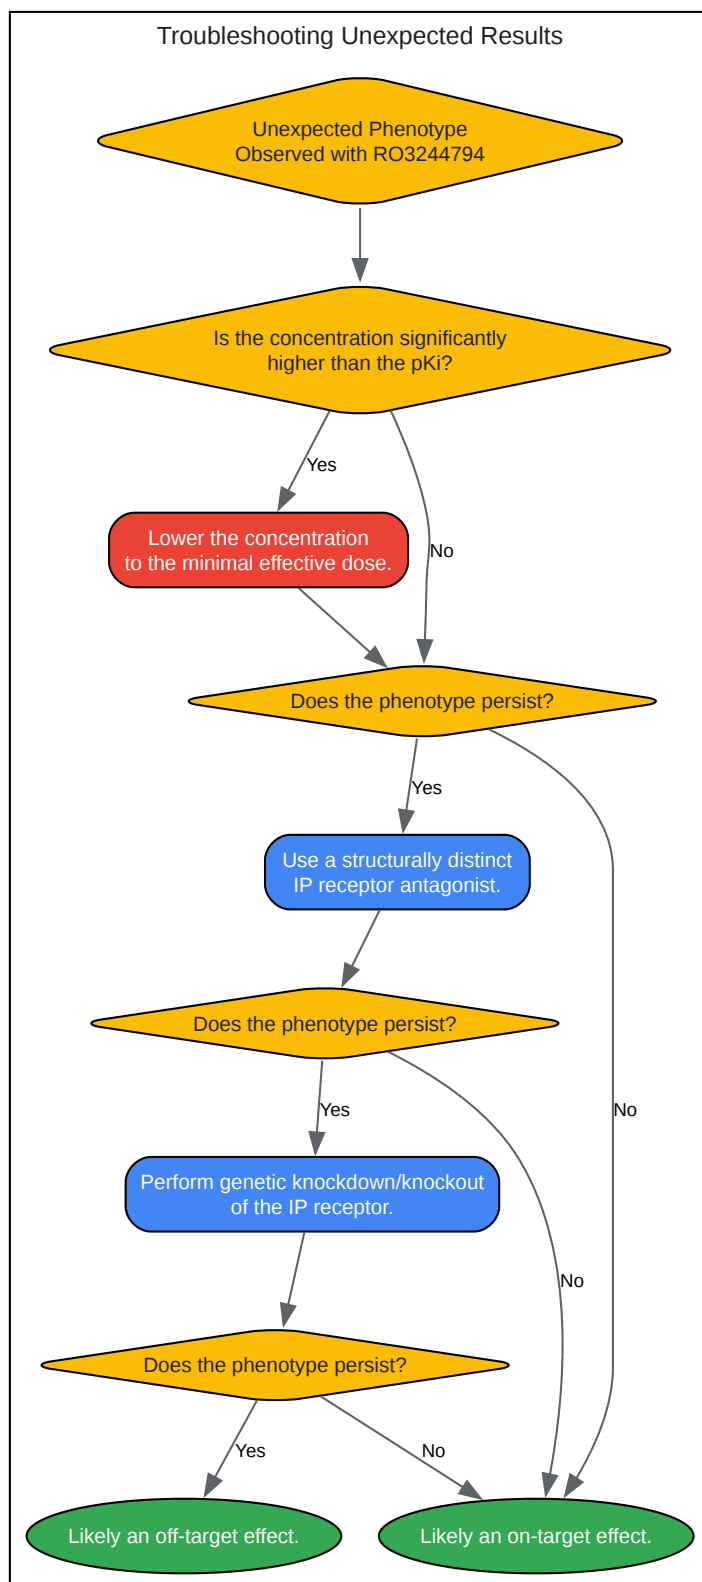 Troubleshooting Unexpected Results
Unexpected Phenotype
Observed with RO3244794
Is the concentration significantly
higher than the pKi?
Yes
Lower the concentration
to the minimal effective dose.
No
Does the phenotype persist?
Yes
Use a structurally distinct
IP receptor antagonist.
Does the phenotype persist?
Yes
No
Perform genetic knockdown/knockout
of the IP receptor.
No
Does the phenotype persist?
Yes
No
Likely an off-target effect.
Likely an on-target effect.